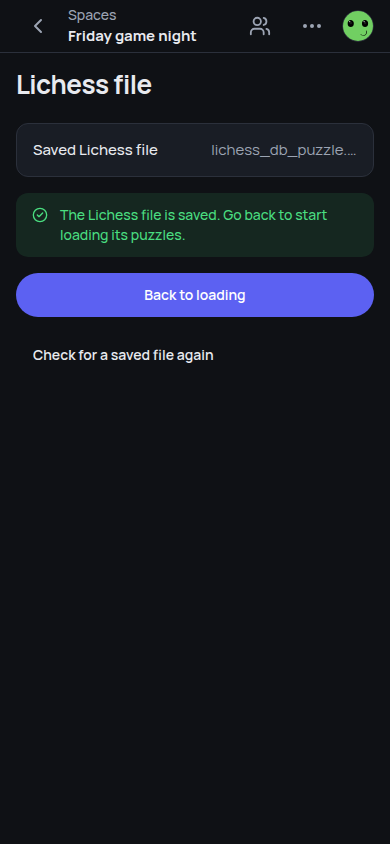 Spaces
Friday game night
Lichess file
Saved Lichess file lichess_db_puzzle.…
The Lichess file is saved. Go back to start
loading its puzzles.
Back to loading
Check for a saved file again